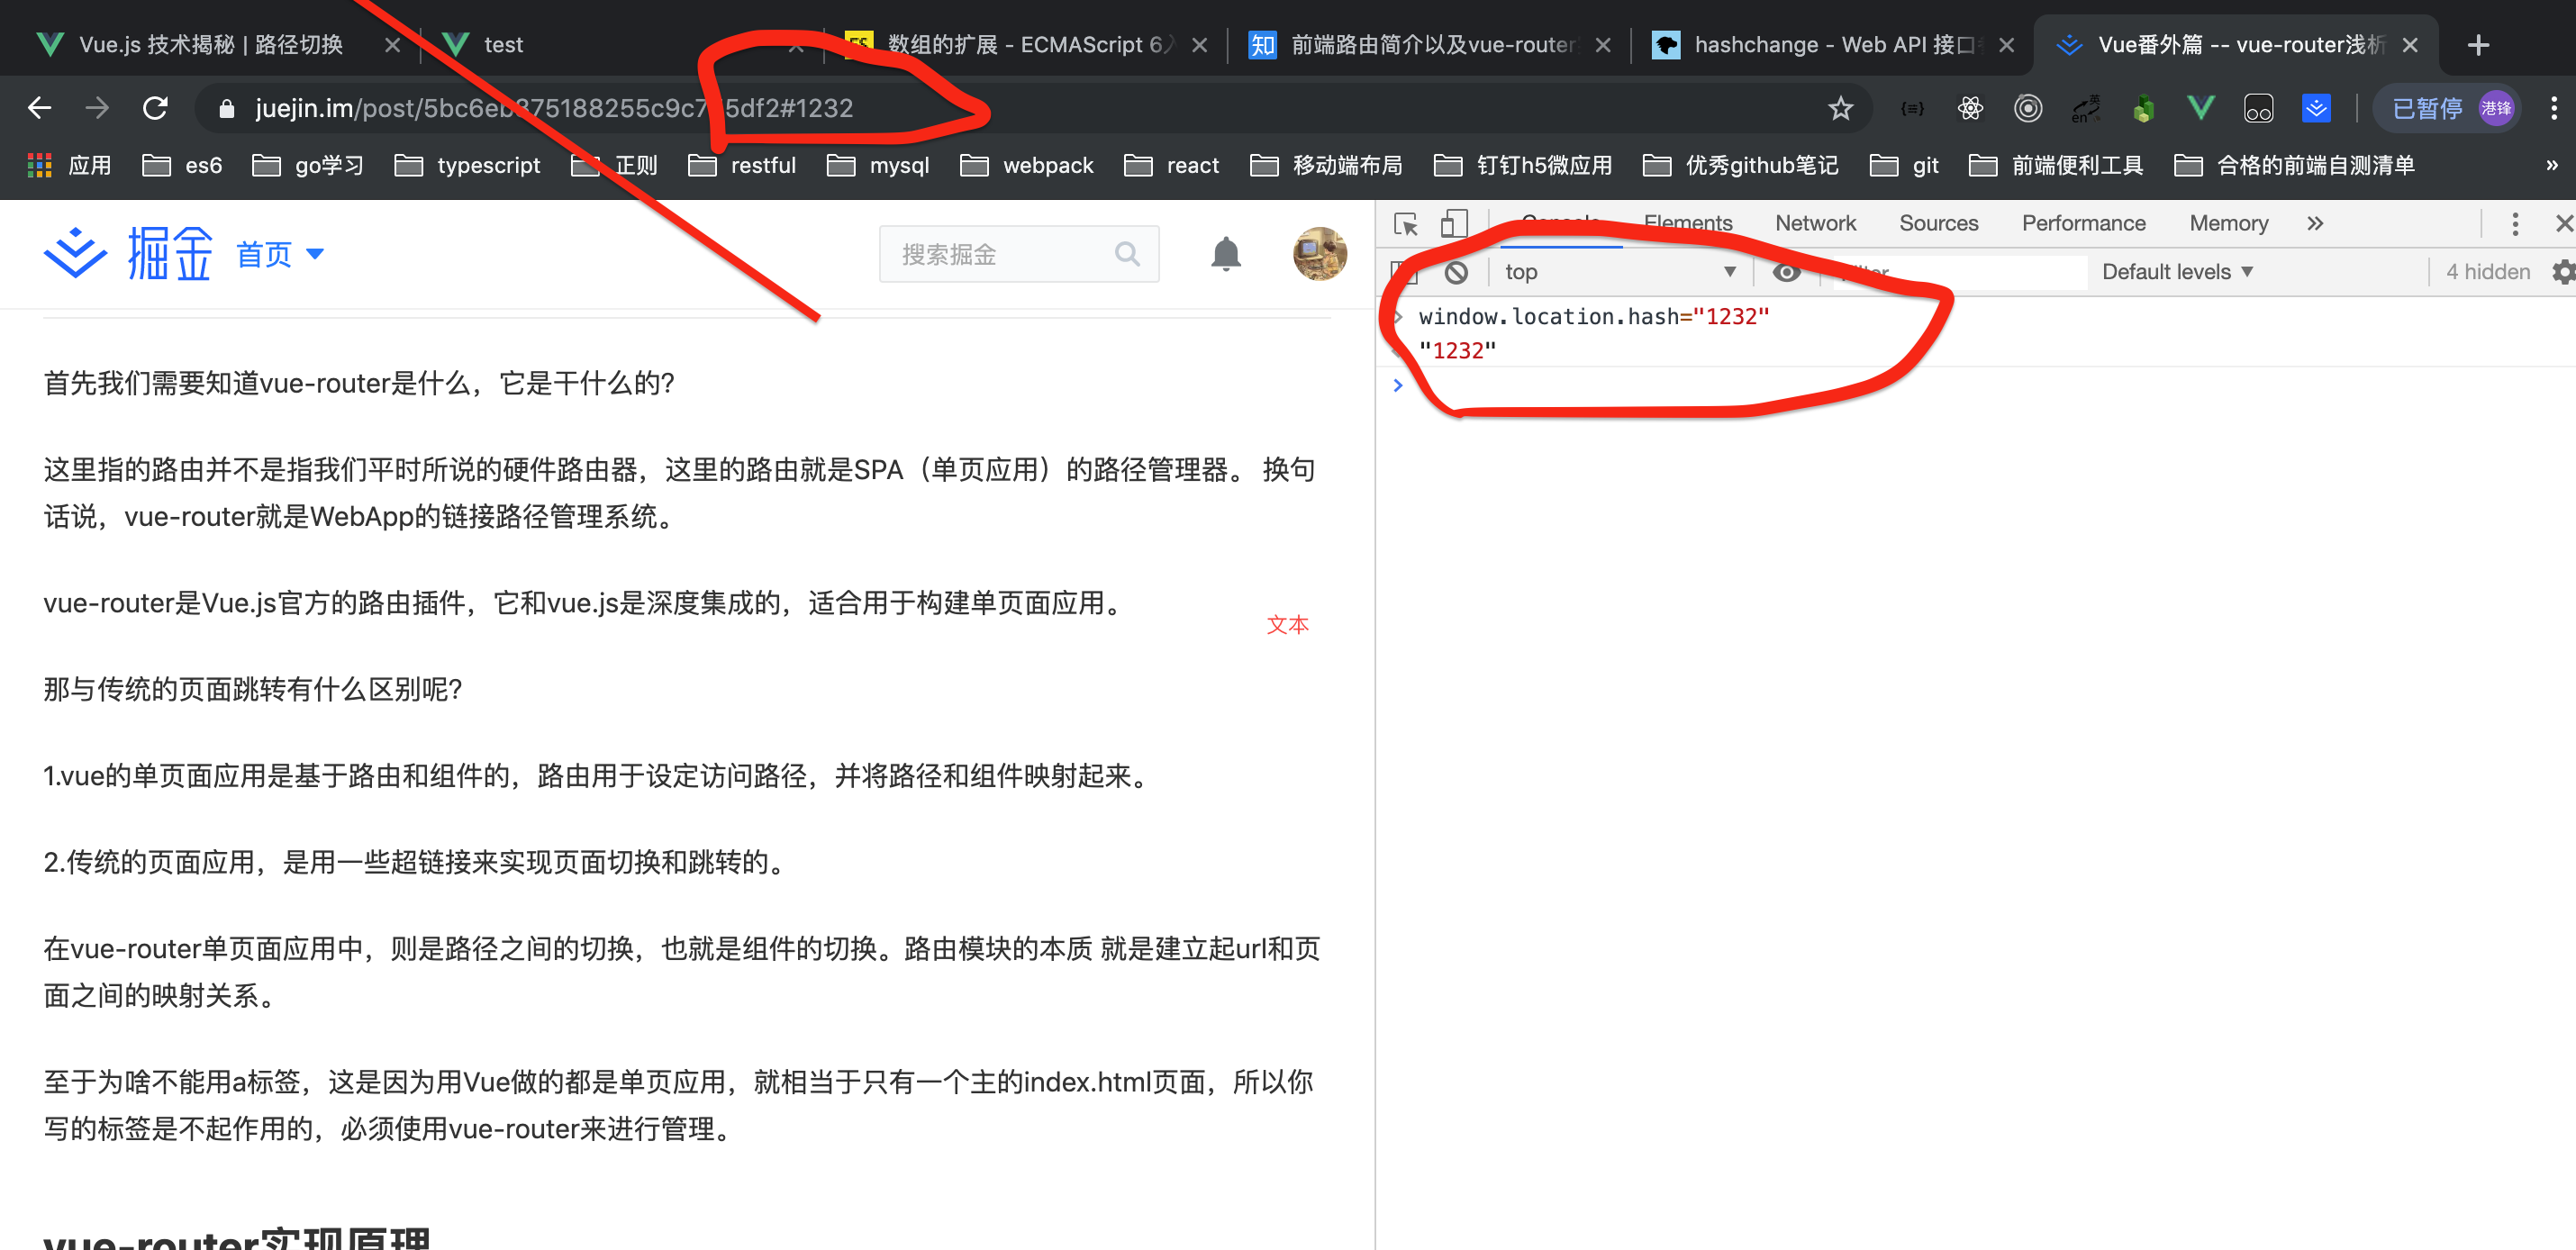 Vue.js 技术揭秘 | 路径切换
test
数组的扩展 - ECMAScript 6入
前端路由简介以及vue-router
hashchange - Web API 接口
Vue番外篇 -- vue-router浅析
juejin.im/post/5bc6eb875188255c9c755df2#1232
已暂停
港锋
应用
es6
go学习
typescript
正则
restful
mysql
webpack
react
移动端布局
钉钉h5微应用
优秀github笔记
git
前端便利工具
合格的前端自测清单
»
掘金
首页
搜索掘金
Console
Elements
Network
Sources
Performance
Memory
»
top
Filter
Default levels
4 hidden
window.location.hash="1232"
"1232"
首先我们需要知道vue-router是什么，它是干什么的?
这里指的路由并不是指我们平时所说的硬件路由器，这里的路由就是SPA（单页应用）的路径管理器。 换句
话说，vue-router就是WebApp的链接路径管理系统。
vue-router是Vue.js官方的路由插件，它和vue.js是深度集成的，适合用于构建单页面应用。
文本
那与传统的页面跳转有什么区别呢?
1.vue的单页面应用是基于路由和组件的，路由用于设定访问路径，并将路径和组件映射起来。
2.传统的页面应用，是用一些超链接来实现页面切换和跳转的。
在vue-router单页面应用中，则是路径之间的切换，也就是组件的切换。路由模块的本质 就是建立起url和页
面之间的映射关系。
至于为啥不能用a标签，这是因为用Vue做的都是单页应用，就相当于只有一个主的index.html页面，所以你
写的标签是不起作用的，必须使用vue-router来进行管理。
vue-router实现原理